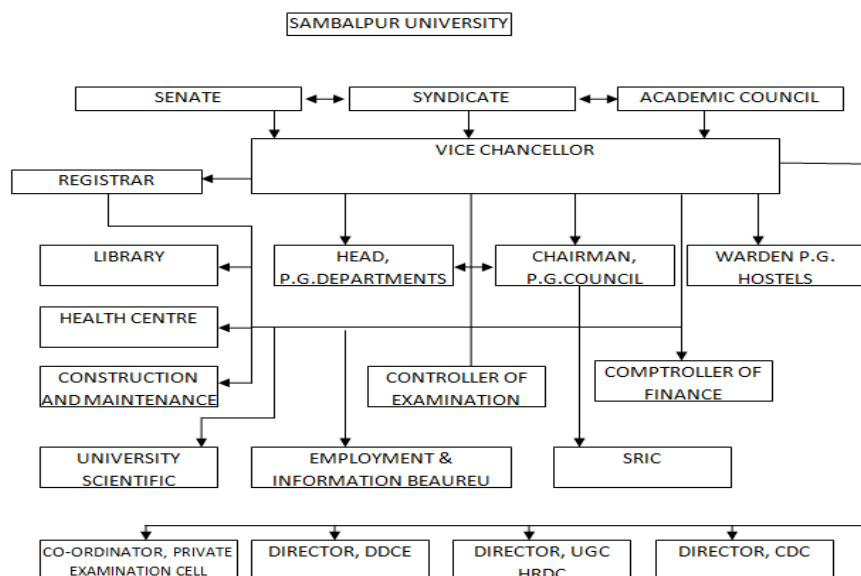 SAMBALPUR UNIVERSITY
SENATE
SYNDICATE
ACADEMIC COUNCIL
VICE CHANCELLOR
REGISTRAR
LIBRARY
HEAD,
P.G.DEPARTMENTS
CHAIRMAN,
P.G.COUNCIL
WARDEN P.G.
HOSTELS
HEALTH CENTRE
CONSTRUCTION
AND MAINTENANCE
CONTROLLER OF
EXAMINATION
COMPTROLLER OF
FINANCE
UNIVERSITY
SCIENTIFIC
EMPLOYMENT &
INFORMATION BEAUREU
SRIC
CO-ORDINATOR, PRIVATE
EXAMINATION CELL
DIRECTOR, DDCE
DIRECTOR, UGC
HRDC
DIRECTOR, CDC